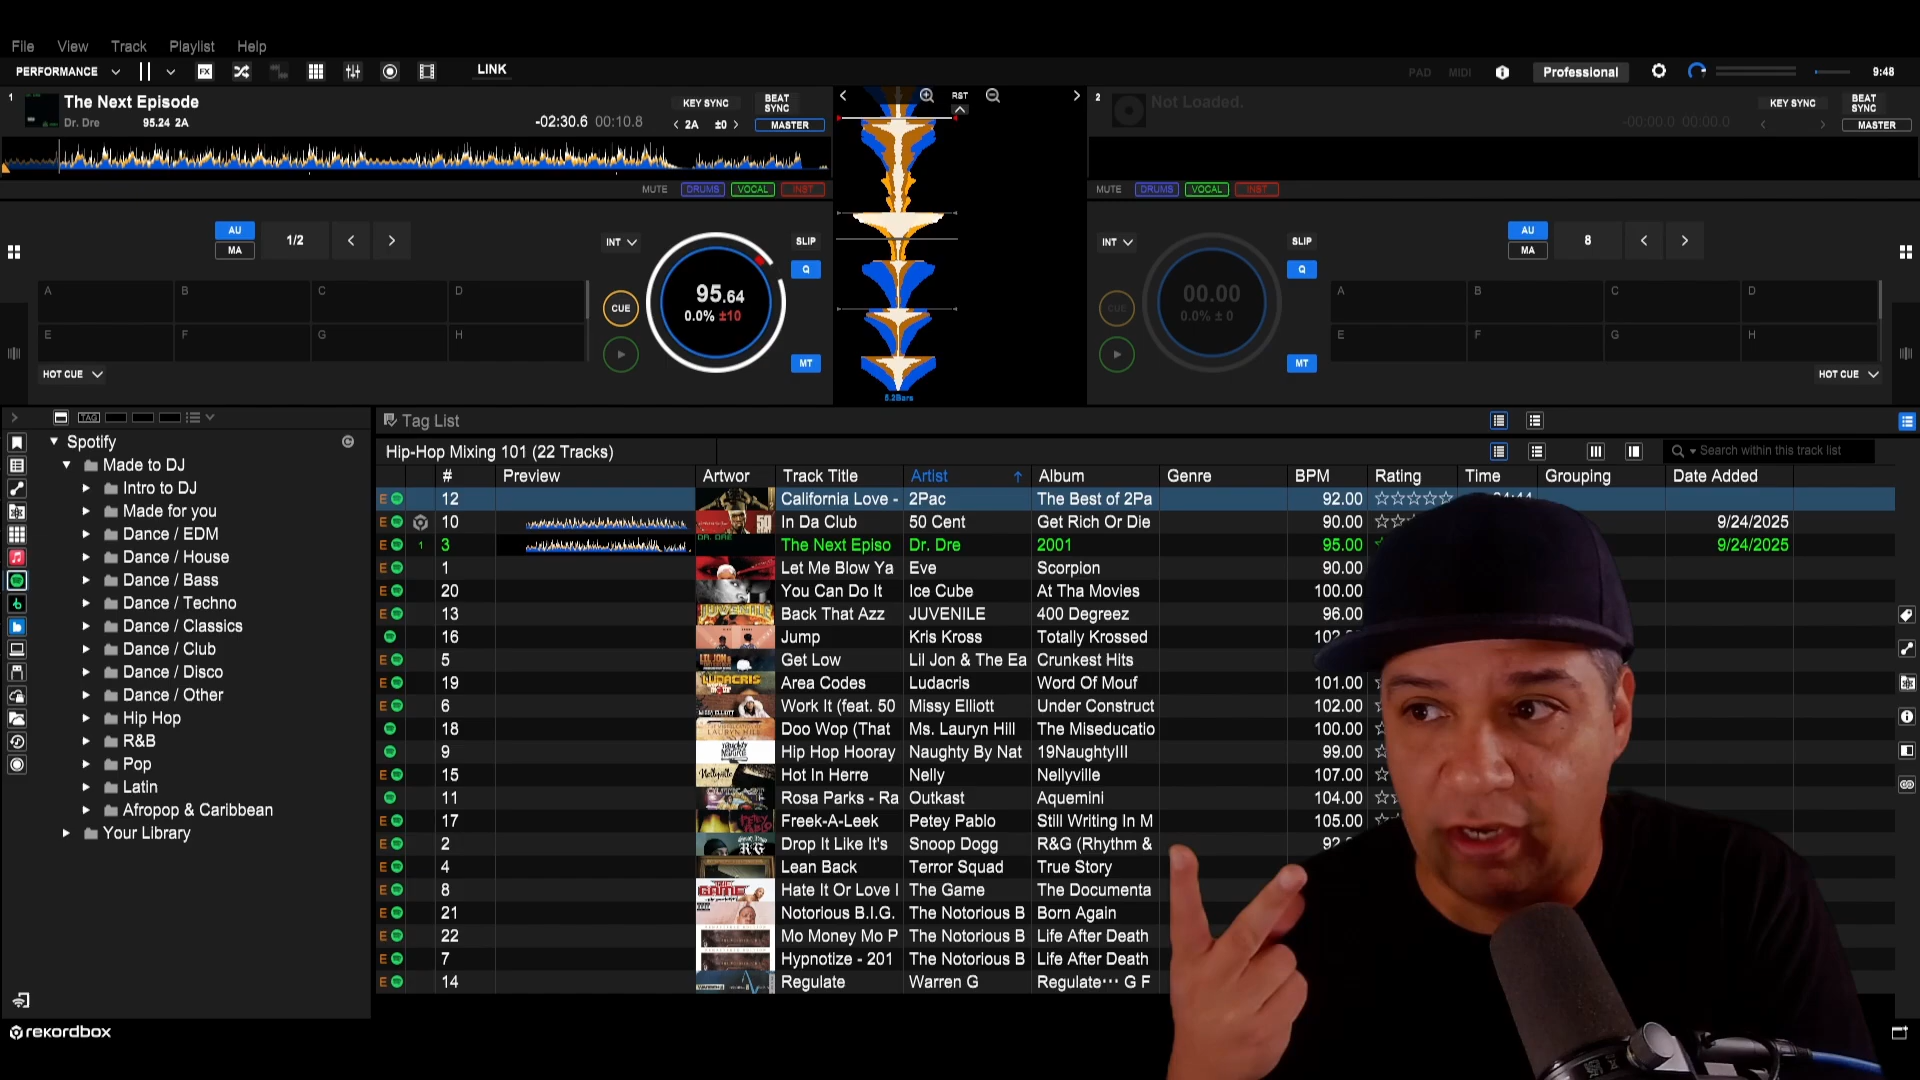 File View Track Playlist Help
PERFORMANCE FX LINK PAD MIDI Professional 9:48
1 The Next Episode
Dr. Dre 95.24 2A
-02:30.6 00:10.8
KEY SYNC BEAT SYNC
2A ±0 MASTER
RST
2 Not Loaded.
-00:00.0 00:00.0
KEY SYNC BEAT SYNC
MASTER
MUTE DRUMS VOCAL INST
MUTE DRUMS VOCAL INST
AU
MA
1/2
INT SLIP
Q
CUE
95.64
0.0% ±10
MT
A B C D
E F G H
HOT CUE
5.2Bars
INT SLIP
Q
CUE
00.00
0.0% ± 0
MT
AU
MA
8
A B C D
E F G H
HOT CUE
TAG
Spotify
Made to DJ
Intro to DJ
Made for you
Dance / EDM
Dance / House
Dance / Bass
Dance / Techno
Dance / Classics
Dance / Club
Dance / Disco
Dance / Other
Hip Hop
R&B
Pop
Latin
Afropop & Caribbean
Your Library
rekordbox
Tag List
Hip-Hop Mixing 101 (22 Tracks)
Search within this track list
# Preview Artwor Track Title Artist Album Genre BPM Rating Time Grouping Date Added
E 12 California Love - 2Pac The Best of 2Pa 92.00
E 10 In Da Club 50 Cent Get Rich Or Die 90.00 9/24/2025
E 1 3 The Next Episo Dr. Dre 2001 95.00 9/24/2025
E 1 Let Me Blow Ya Eve Scorpion 90.00
E 20 You Can Do It Ice Cube At Tha Movies 100.00
E 13 Back That Azz JUVENILE 400 Degreez 96.00
16 Jump Kris Kross Totally Krossed
E 5 Get Low Lil Jon & The Ea Crunkest Hits
E 19 Area Codes Ludacris Word Of Mouf 101.00
E 6 Work It (feat. 50 Missy Elliott Under Construct 102.00
18 Doo Wop (That Ms. Lauryn Hill The Miseducatio 100.00
9 Hip Hop Hooray Naughty By Nat 19NaughtyIII 99.00
E 15 Hot In Herre Nelly Nellyville 107.00
11 Rosa Parks - Ra Outkast Aquemini 104.00
E 17 Freek-A-Leek Petey Pablo Still Writing In M 105.00
E 2 Drop It Like It's Snoop Dogg R&G (Rhythm &
E 4 Lean Back Terror Squad True Story
E 8 Hate It Or Love I The Game The Documenta
E 21 Notorious B.I.G. The Notorious B Born Again
E 22 Mo Money Mo P The Notorious B Life After Death
E 7 Hypnotize - 201 The Notorious B Life After Death
E 14 Regulate Warren G Regulate… G F